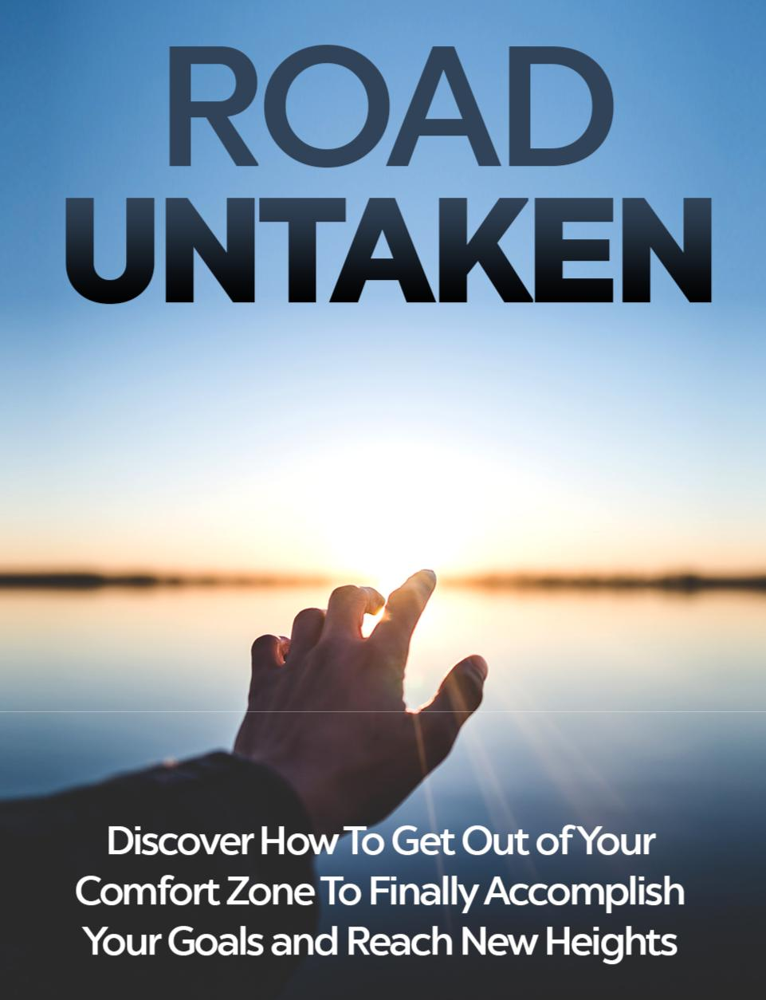 ROAD
UNTAKEN
Discover How To Get Out of Your
Comfort Zone To Finally Accomplish
Your Goals and Reach New Heights